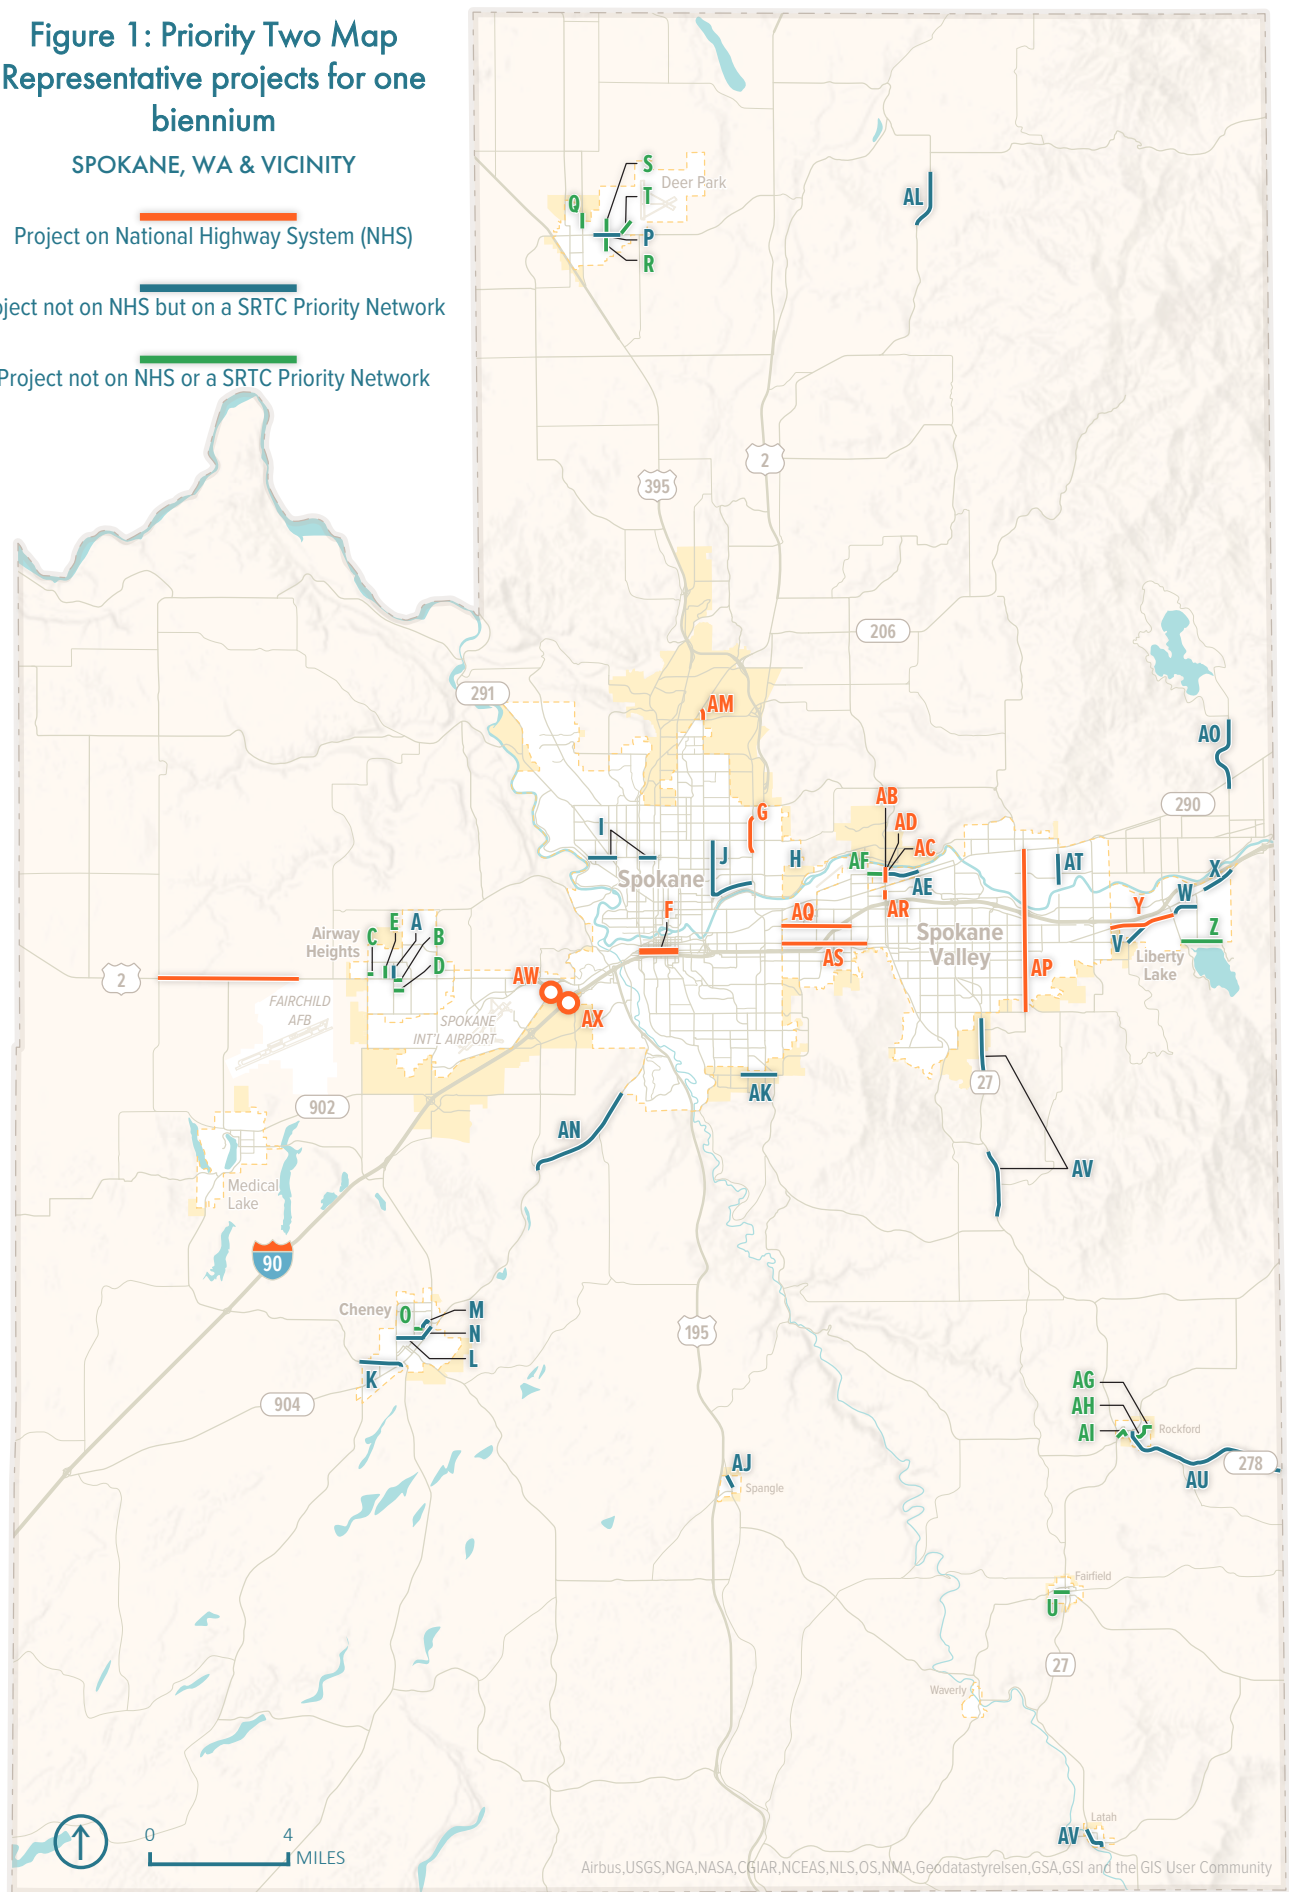 Figure 1: Priority Two Map
Representative projects for one
biennium
SPOKANE, WA & VICINITY
Project on National Highway System (NHS)
oject not on NHS but on a SRTC Priority Network
Project not on NHS or a SRTC Priority Network
S
Deer Park
T
Q
P
R
AL
2
395
206
291
AM
AO
290
G
AB
AD
AC
I
J
H
AF
AE
AT
X
W
Spokane
F
AQ
AR
Y
Z
V
Spokane
Valley
AS
AP
Liberty
Lake
Airway
Heights
C
E
A
B
D
2
AW
AX
FAIRCHILD
AFB
SPOKANE
INT'L AIRPORT
27
AK
902
AN
AV
Medical
Lake
90
Cheney
O
M
N
L
K
195
904
AG
AH
AI
Rockford
278
AU
AJ
Spangle
Fairfield
U
27
Waverly
Latah
AV
0
4
MILES
Airbus,USGS,NGA,NASA,CGIAR,NCEAS,NLS,OS,NMA,Geodatastyrelsen,GSA,GSI and the GIS User Community